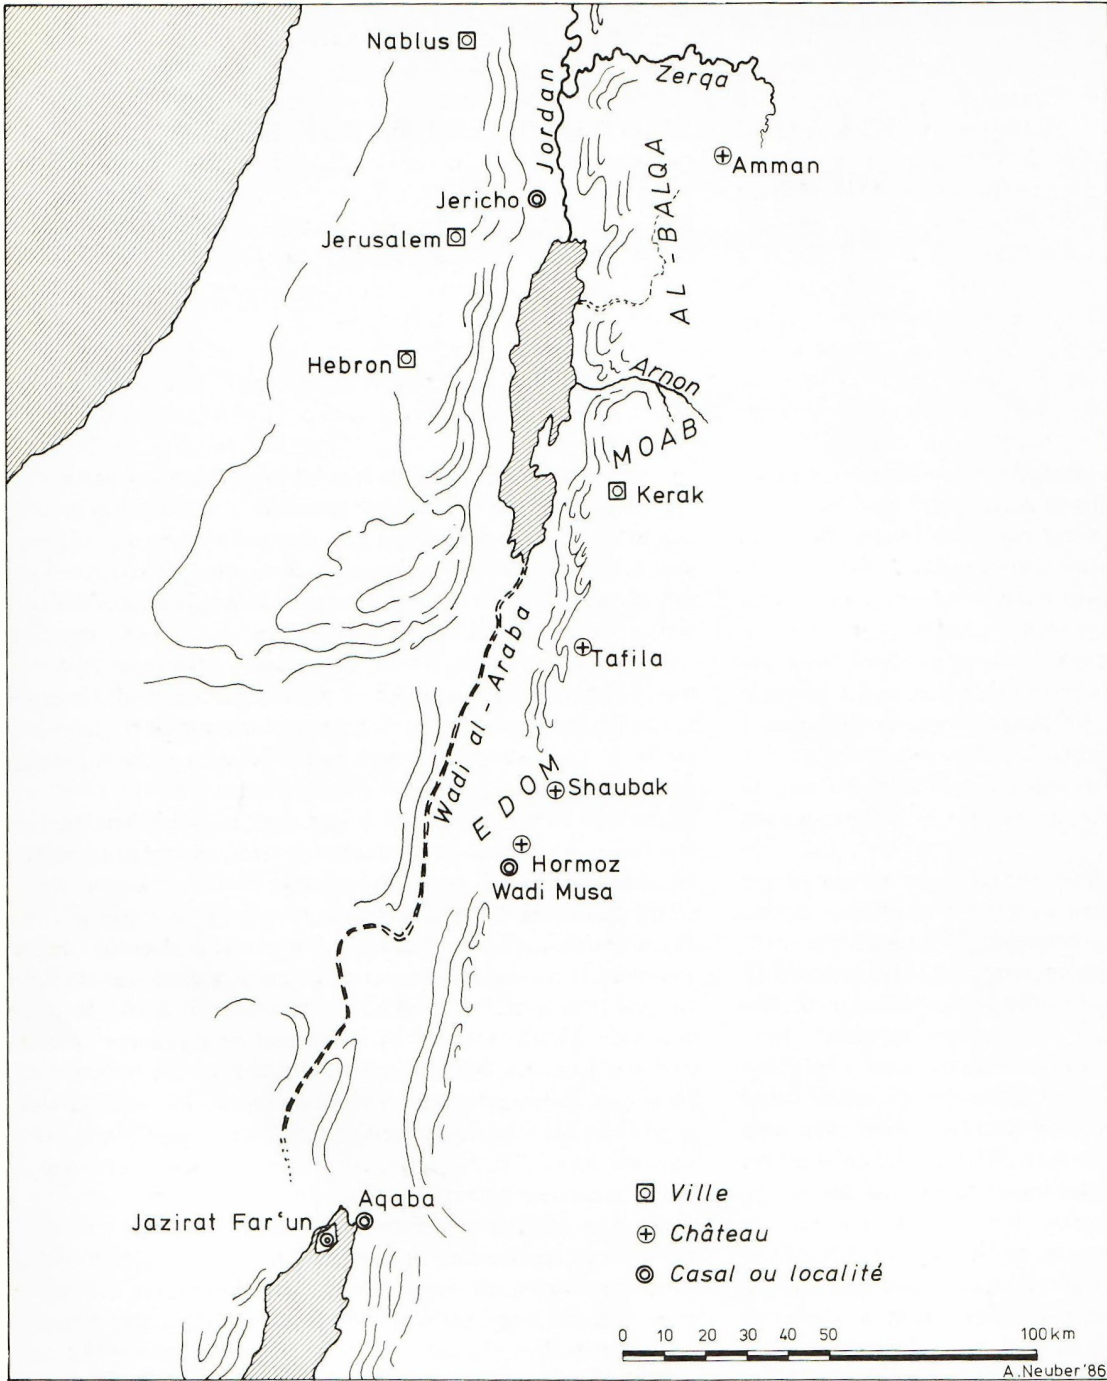 Nablus
Zerqa
Jordan
Amman
AL-BALQA
Jericho
Jerusalem
Hebron
Arnon
MOAB
Kerak
Wadi al-Araba
Tafila
EDOM
Shaubak
Hormoz
Wadi Musa
Aqaba
Jazirat Far‘un
Ville
Château
Casal ou localité
0 10 20 30 40 50 100 km
A. Neuber '86